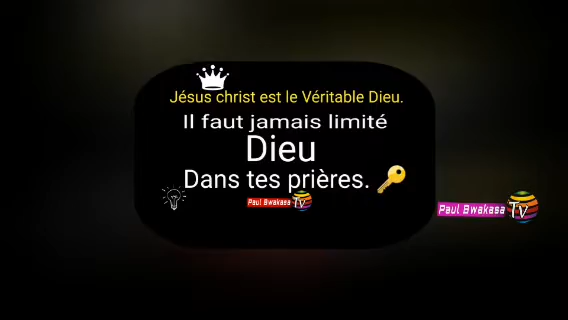 Jésus christ est le Véritable Dieu.
Il faut jamais limité
Dieu
Dans tes prières.
Paul Bwakasa TV
Paul Bwakasa TV